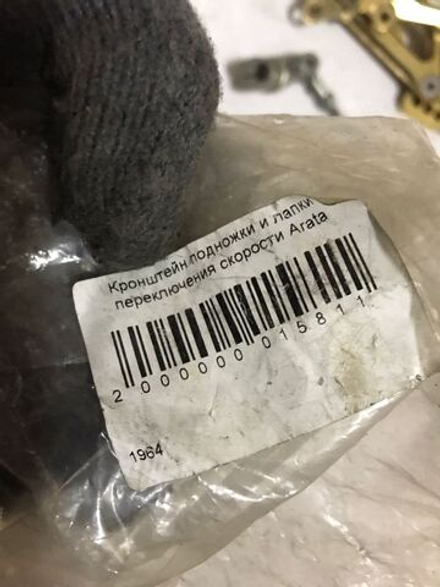 Кронштейн подножки и лапки
переключения скорости Arata
2 000000 015811
1964